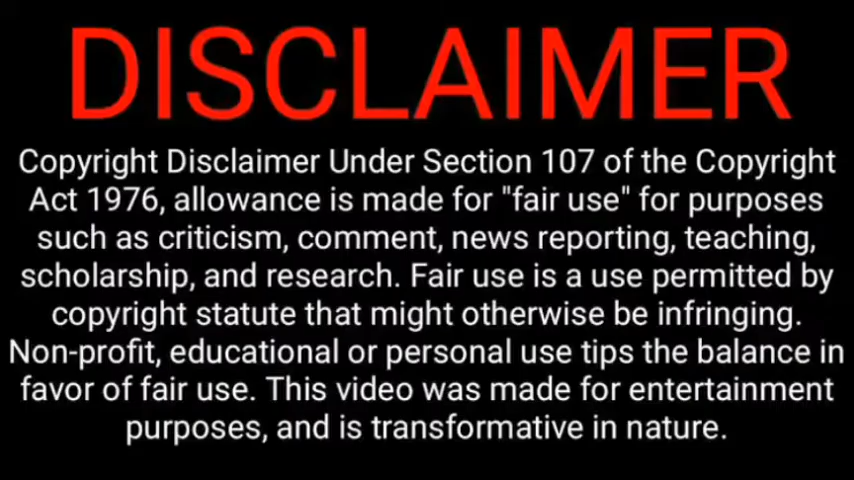 DISCLAIMER
Copyright Disclaimer Under Section 107 of the Copyright
Act 1976, allowance is made for "fair use" for purposes
such as criticism, comment, news reporting, teaching,
scholarship, and research. Fair use is a use permitted by
copyright statute that might otherwise be infringing.
Non-profit, educational or personal use tips the balance in
favor of fair use. This video was made for entertainment
purposes, and is transformative in nature.